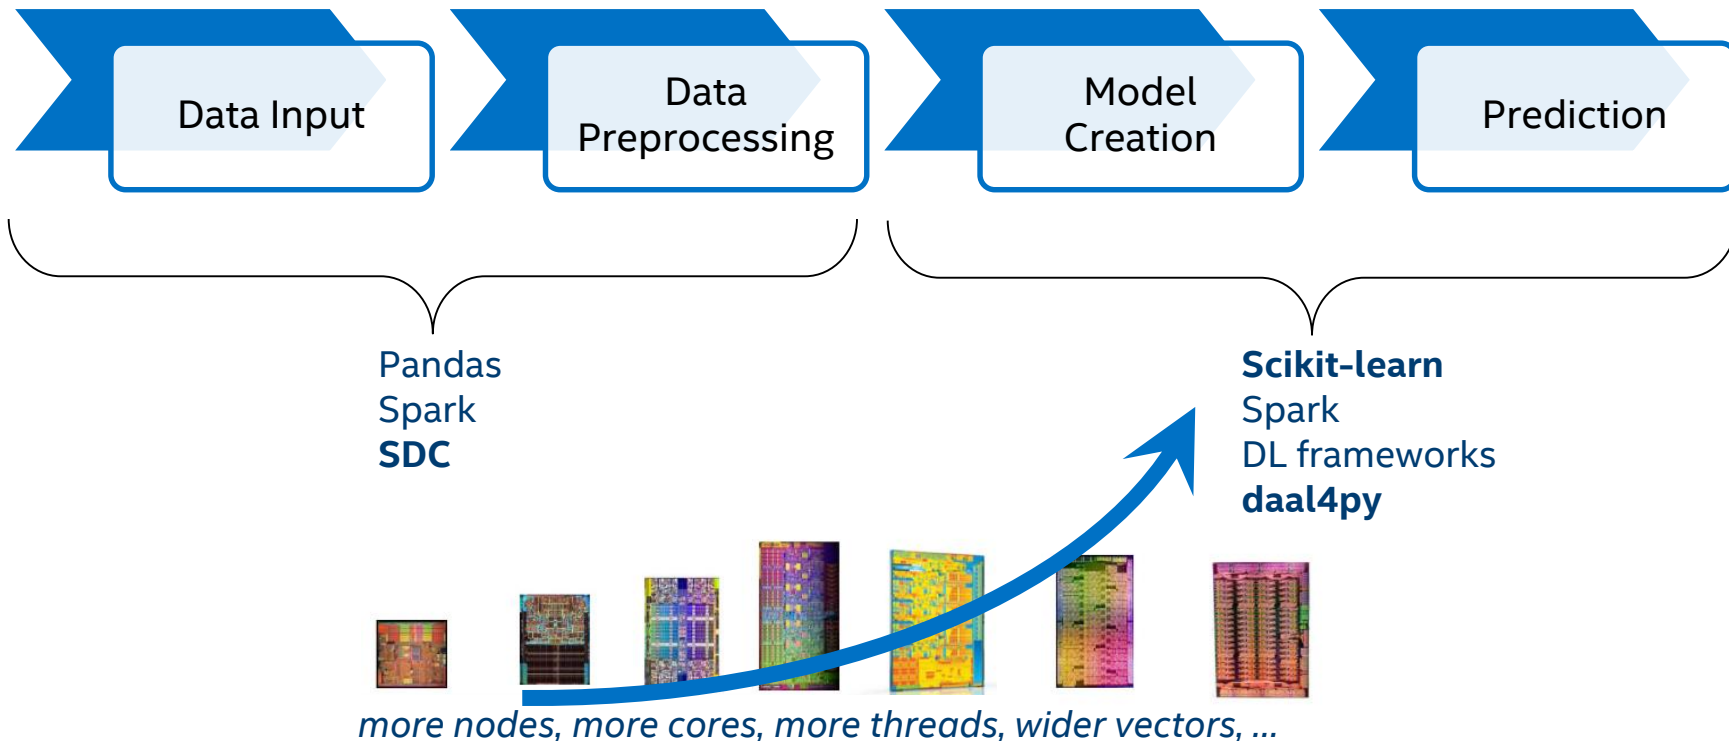 Data Input
Data
Preprocessing
Model
Creation
Prediction
Pandas
Spark
SDC
Scikit-learn
Spark
DL frameworks
daal4py
more nodes, more cores, more threads, wider vectors, ...